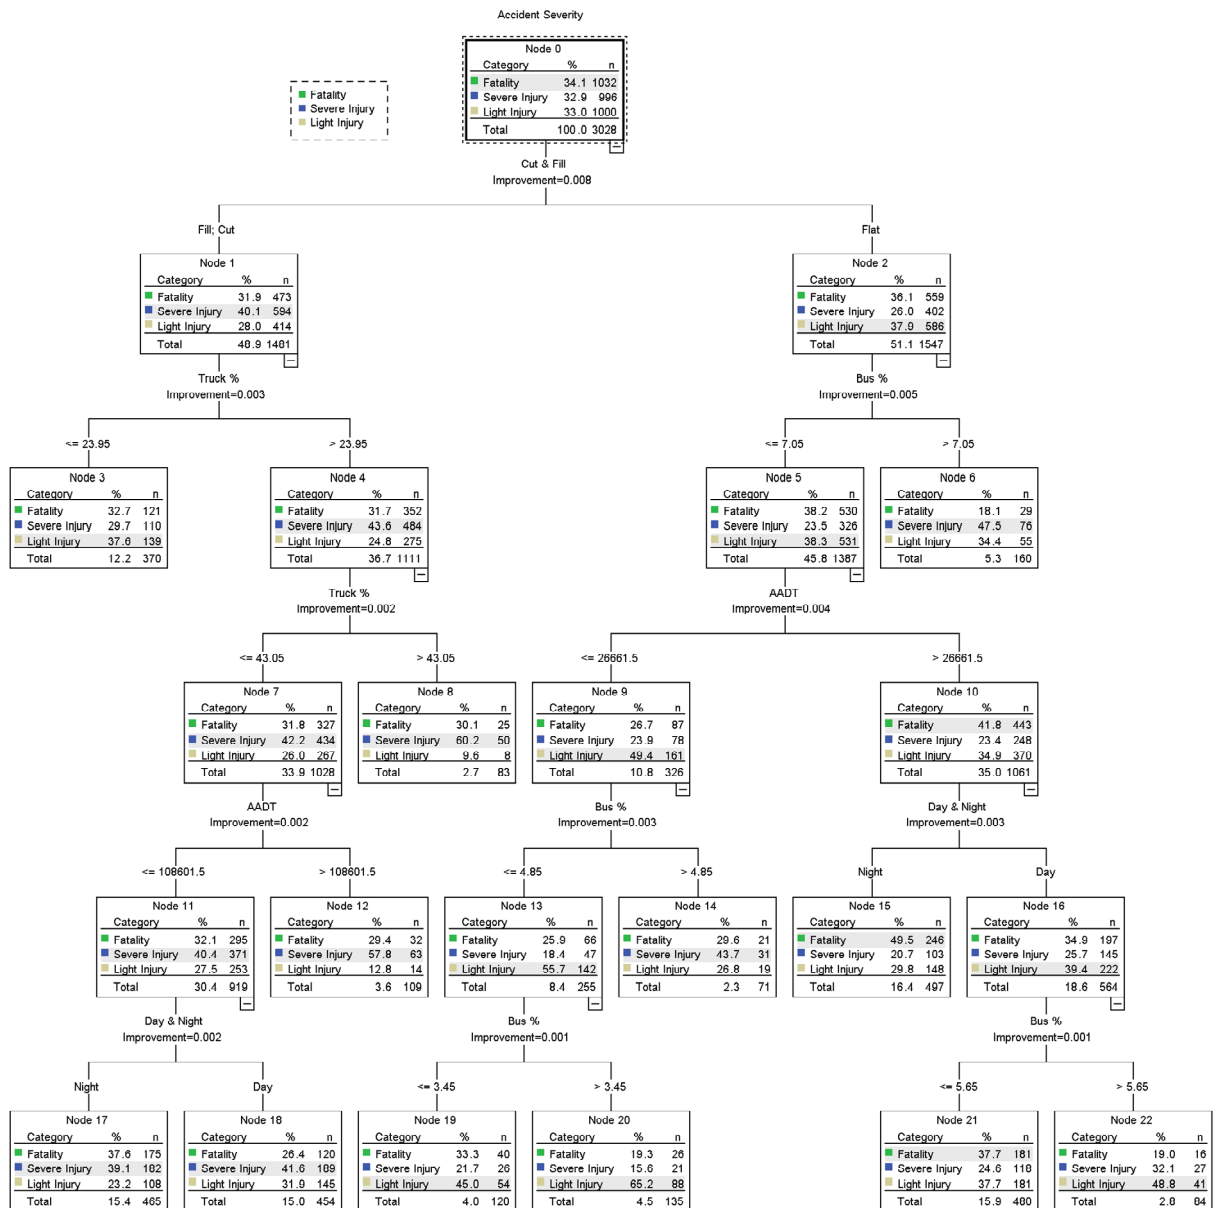 Accident Severity
Fatality
Severe Injury
Light Injury
Node 0
Category % n
Fatality 34.1 1032
Severe Injury 32.9 996
Light Injury 33.0 1000
Total 100.0 3028
Cut & Fill
Improvement=0.008
Fill; Cut
Flat
Node 1
Category % n
Fatality 31.9 473
Severe Injury 40.1 594
Light Injury 28.0 414
Total 48.9 1481
Node 2
Category % n
Fatality 36.1 559
Severe Injury 26.0 402
Light Injury 37.9 586
Total 51.1 1547
Truck %
Improvement=0.003
Bus %
Improvement=0.005
<= 23.95
> 23.95
<= 7.05
> 7.05
Node 3
Category % n
Fatality 32.7 121
Severe Injury 29.7 110
Light Injury 37.6 139
Total 12.2 370
Node 4
Category % n
Fatality 31.7 352
Severe Injury 43.6 484
Light Injury 24.8 275
Total 36.7 1111
Node 5
Category % n
Fatality 38.2 530
Severe Injury 23.5 326
Light Injury 38.3 531
Total 45.8 1387
Node 6
Category % n
Fatality 18.1 29
Severe Injury 47.5 76
Light Injury 34.4 55
Total 5.3 160
Truck %
Improvement=0.002
AADT
Improvement=0.004
<= 43.05
> 43.05
<= 26661.5
> 26661.5
Node 7
Category % n
Fatality 31.8 327
Severe Injury 42.2 434
Light Injury 26.0 267
Total 33.9 1028
Node 8
Category % n
Fatality 30.1 25
Severe Injury 60.2 50
Light Injury 9.6 8
Total 2.7 83
Node 9
Category % n
Fatality 26.7 87
Severe Injury 23.9 78
Light Injury 49.4 161
Total 10.8 326
Node 10
Category % n
Fatality 41.8 443
Severe Injury 23.4 248
Light Injury 34.9 370
Total 35.0 1061
AADT
Improvement=0.002
Bus %
Improvement=0.003
Day & Night
Improvement=0.003
<= 108601.5
> 108601.5
<= 4.85
> 4.85
Night
Day
Node 11
Category % n
Fatality 32.1 295
Severe Injury 40.4 371
Light Injury 27.5 253
Total 30.4 919
Node 12
Category % n
Fatality 29.4 32
Severe Injury 57.8 63
Light Injury 12.8 14
Total 3.6 109
Node 13
Category % n
Fatality 25.9 66
Severe Injury 18.4 47
Light Injury 55.7 142
Total 8.4 255
Node 14
Category % n
Fatality 29.6 21
Severe Injury 43.7 31
Light Injury 26.8 19
Total 2.3 71
Node 15
Category % n
Fatality 49.5 246
Severe Injury 20.7 103
Light Injury 29.8 148
Total 16.4 497
Node 16
Category % n
Fatality 34.9 197
Severe Injury 25.7 145
Light Injury 39.4 222
Total 18.6 564
Day & Night
Improvement=0.002
Bus %
Improvement=0.001
Bus %
Improvement=0.001
Night
Day
<= 3.45
> 3.45
<= 5.65
> 5.65
Node 17
Category % n
Fatality 37.6 175
Severe Injury 39.1 182
Light Injury 23.2 108
Total 15.4 465
Node 18
Category % n
Fatality 26.4 120
Severe Injury 41.6 189
Light Injury 31.9 145
Total 15.0 454
Node 19
Category % n
Fatality 33.3 40
Severe Injury 21.7 26
Light Injury 45.0 54
Total 4.0 120
Node 20
Category % n
Fatality 19.3 26
Severe Injury 15.6 21
Light Injury 65.2 88
Total 4.5 135
Node 21
Category % n
Fatality 37.7 181
Severe Injury 24.6 118
Light Injury 37.7 181
Total 15.9 480
Node 22
Category % n
Fatality 19.0 16
Severe Injury 32.1 27
Light Injury 48.8 41
Total 2.8 84